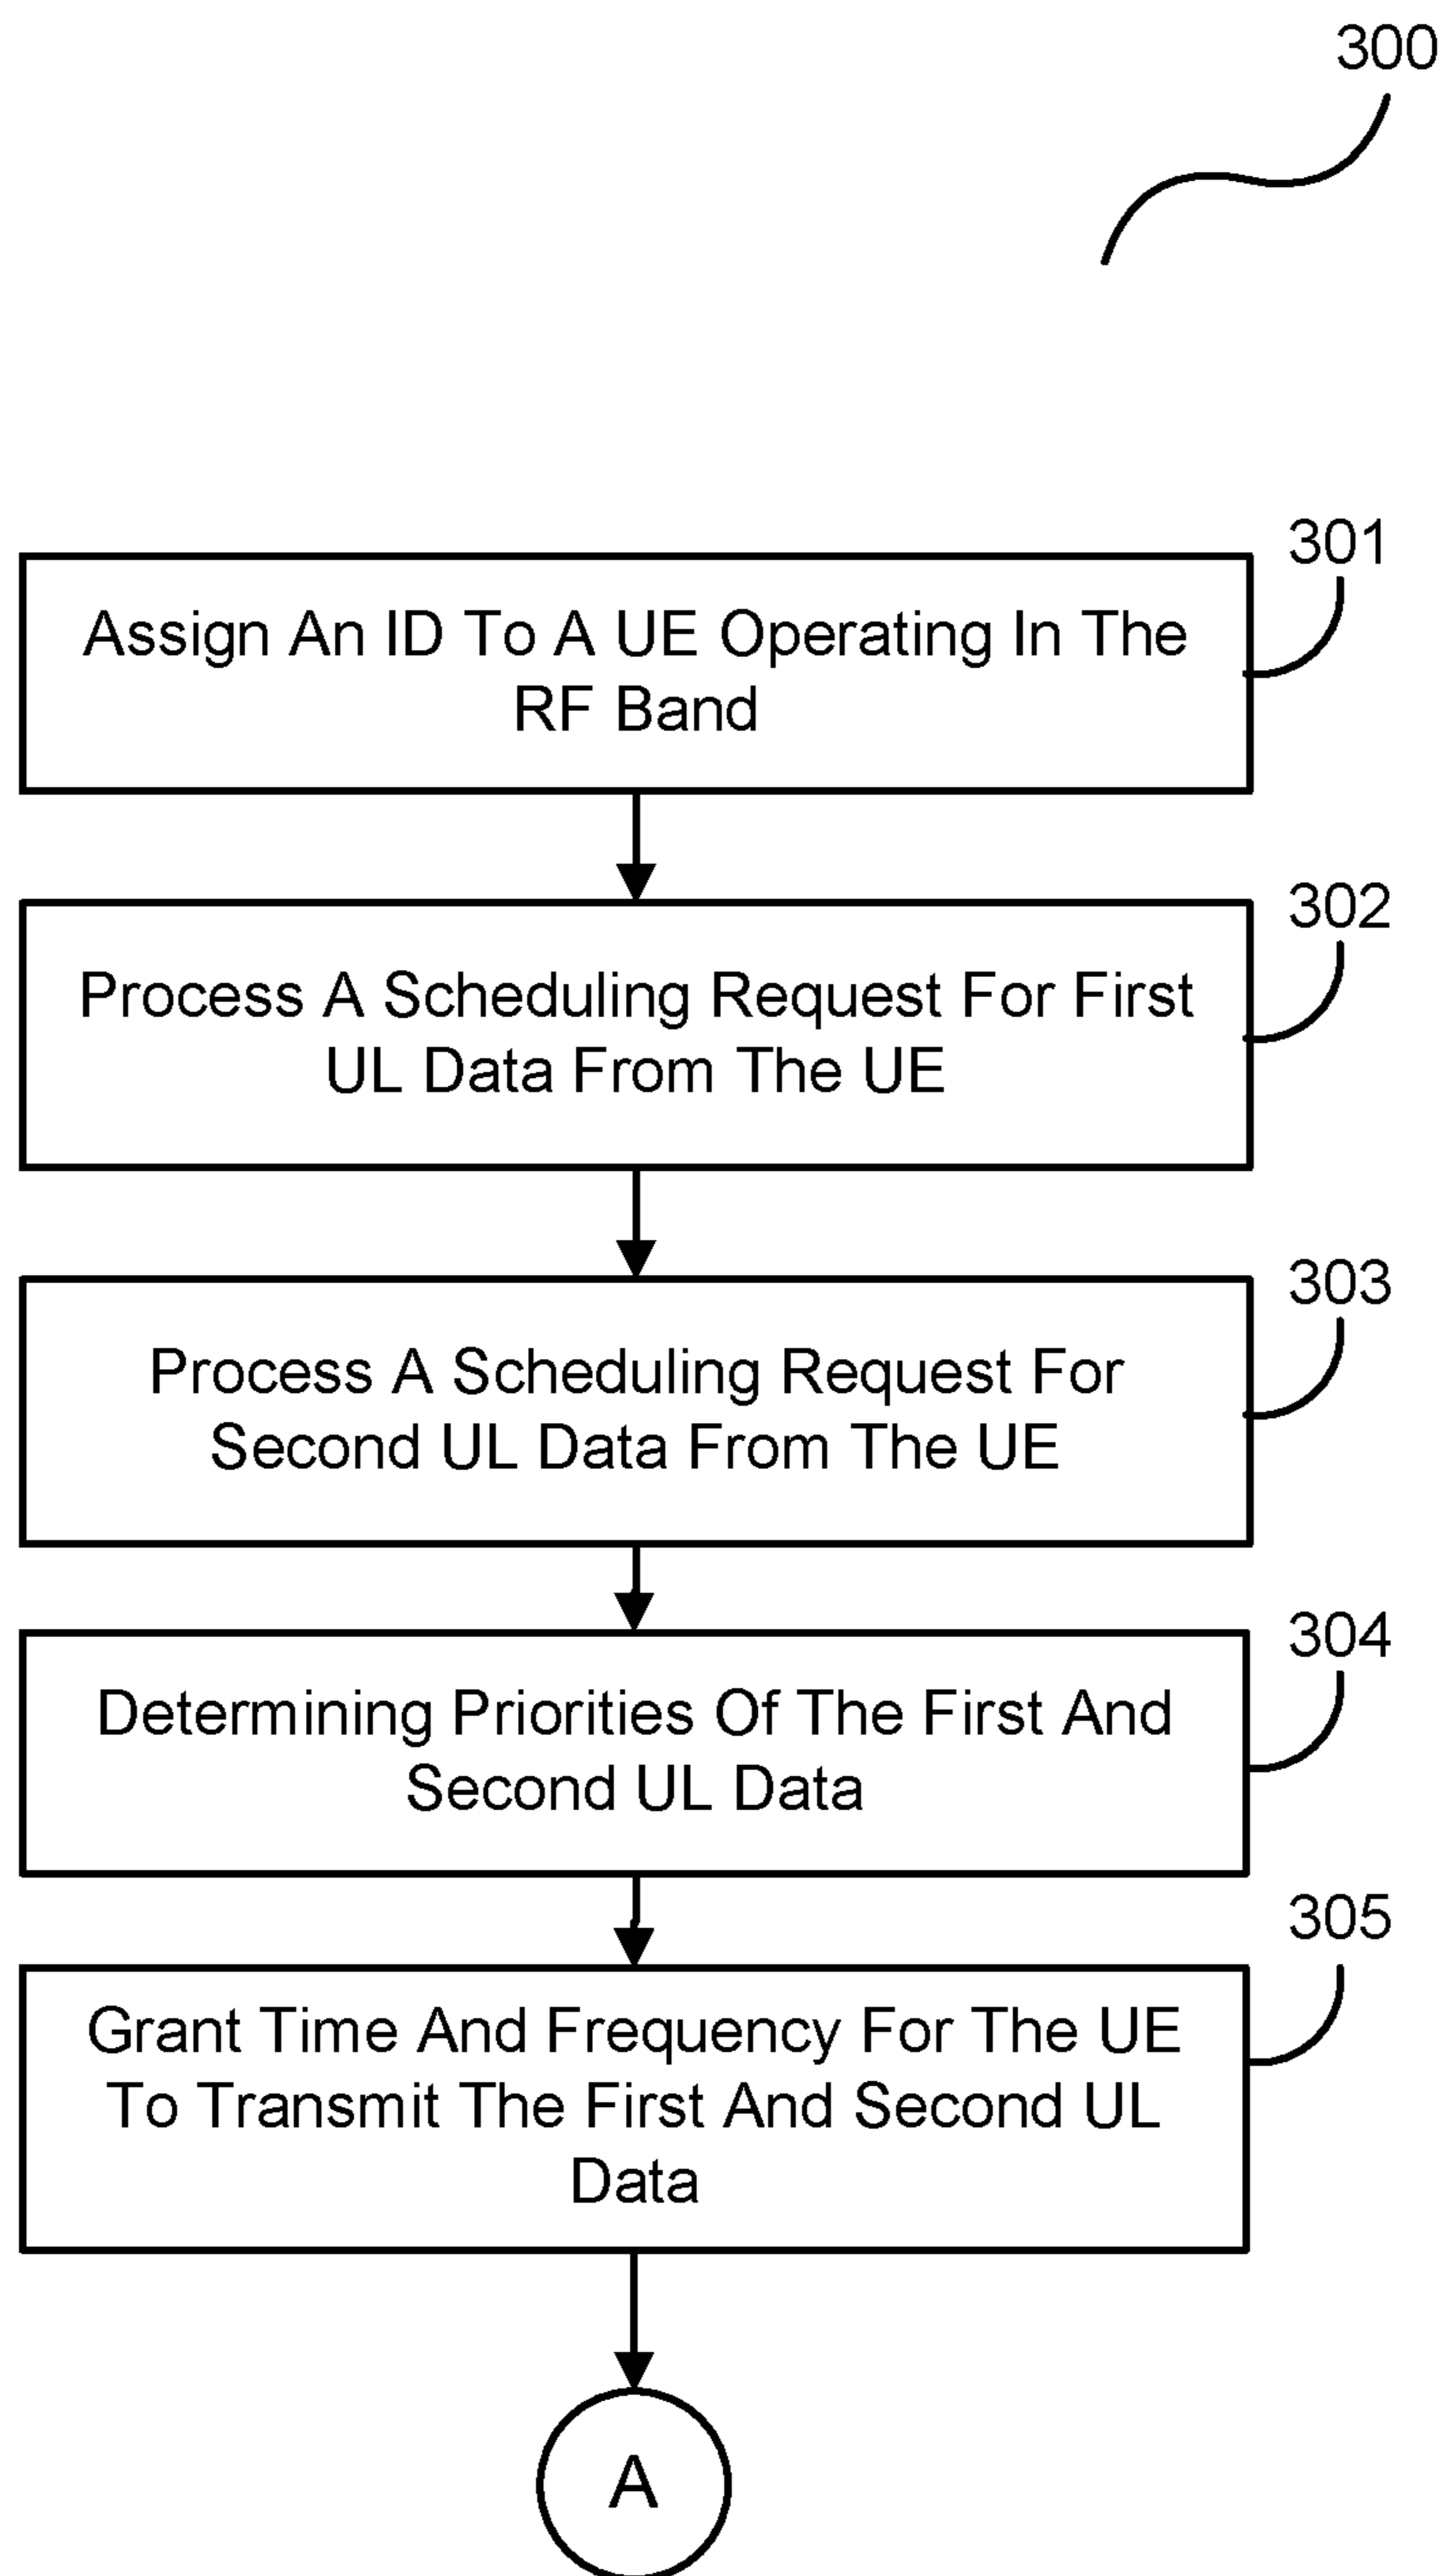 300
301
Assign An ID To A UE Operating In The
RF Band
302
Process A Scheduling Request For First
UL Data From The UE
303
Process A Scheduling Request For
Second UL Data From The UE
304
Determining Priorities Of The First And
Second UL Data
305
Grant Time And Frequency For The UE
To Transmit The First And Second UL
Data
A